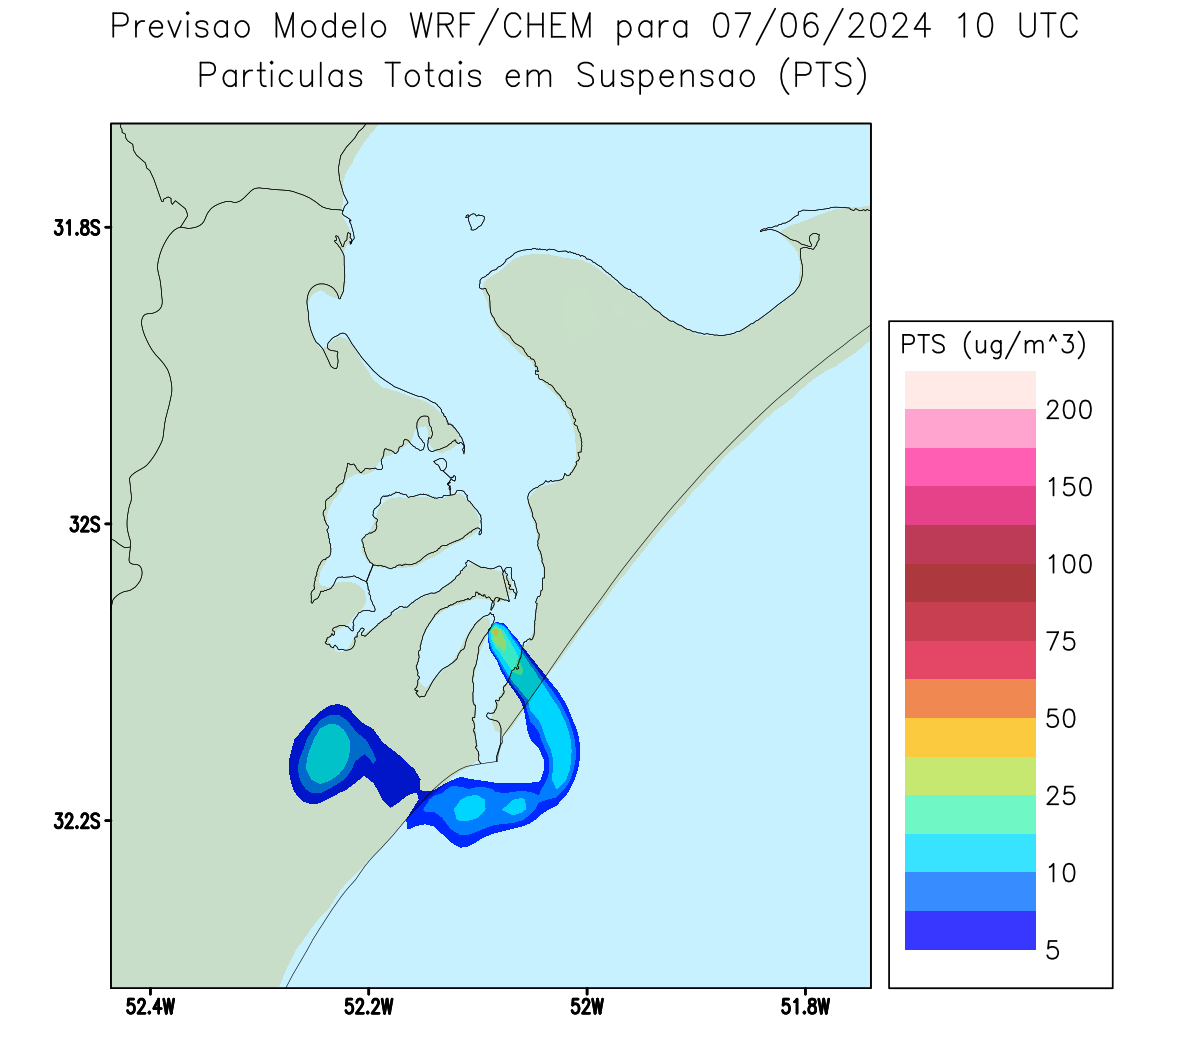 Previsao Modelo WRF/CHEM para 07/06/2024 10 UTC
Particulas Totais em Suspensao (PTS)
31.8S
32S
32.2S
52.4W
52.2W
52W
51.8W
PTS (ug/m^3)
200
150
100
75
50
25
10
5